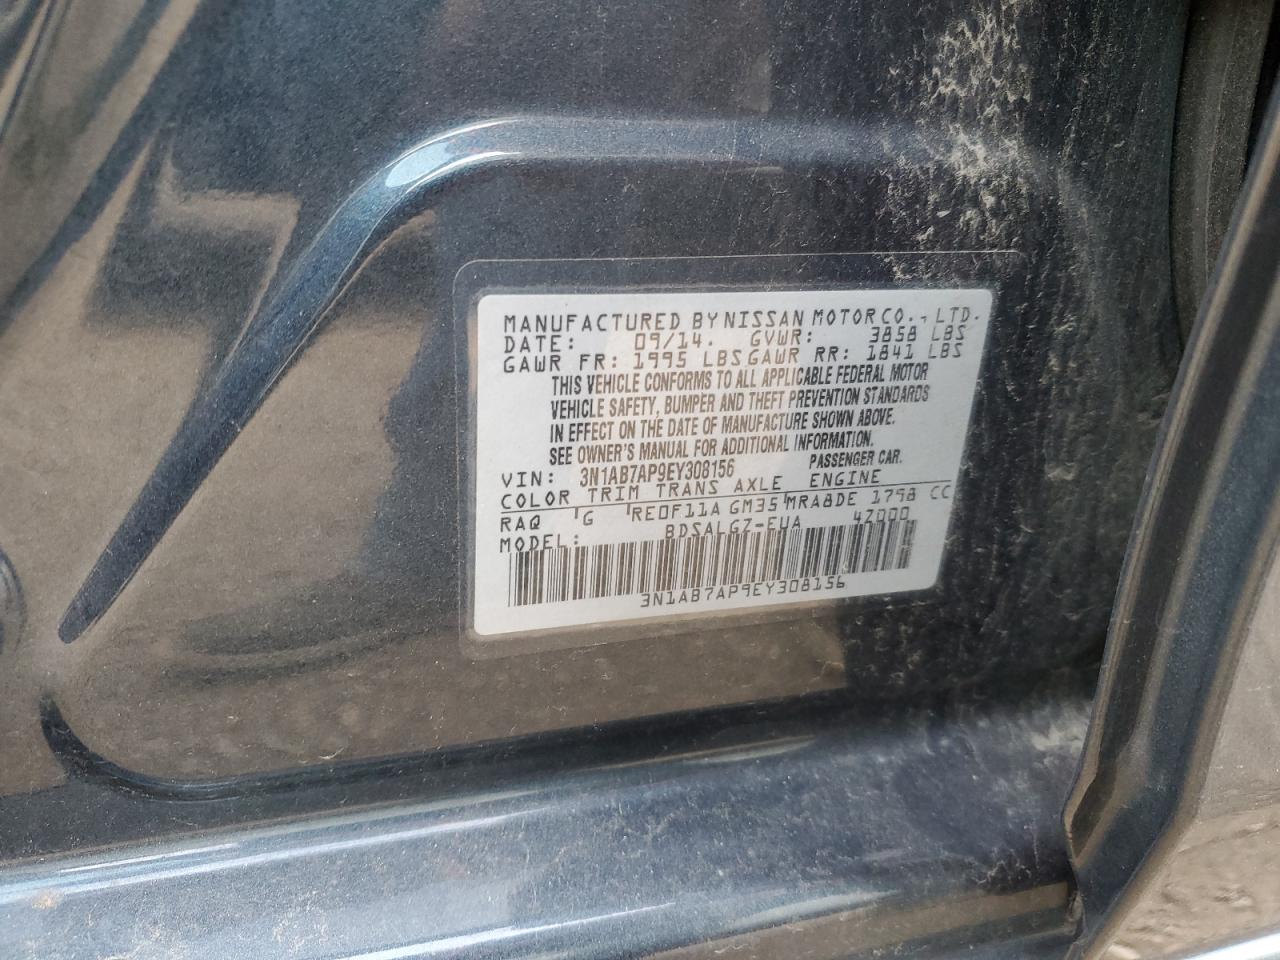 MANUFACTURED BY NISSAN MOTOR CO., LTD.
DATE: 09/14. GVWR: 3858 LBS
GAWR FR: 1995 LBS GAWR RR: 1841 LBS
THIS VEHICLE CONFORMS TO ALL APPLICABLE FEDERAL MOTOR
VEHICLE SAFETY, BUMPER AND THEFT PREVENTION STANDARDS
IN EFFECT ON THE DATE OF MANUFACTURE SHOWN ABOVE.
SEE OWNER'S MANUAL FOR ADDITIONAL INFORMATION.
VIN: 3N1AB7AP9EY308156 PASSENGER CAR.
COLOR TRIM TRANS AXLE ENGINE
RAQ G RE0F11A GM35 MRA8DE 1798 CC
MODEL: BDSALGZ-EUA 4Z000
3N1AB7AP9EY308156